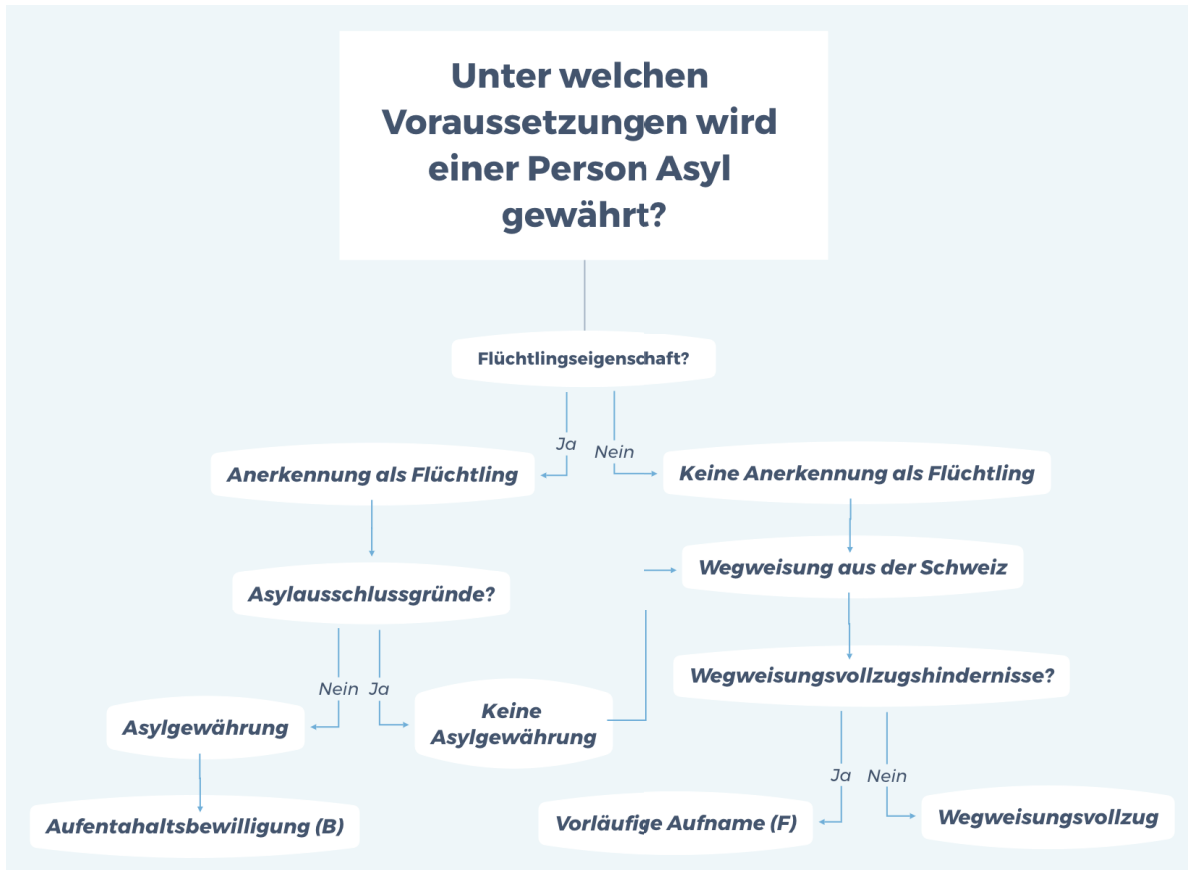 Unter welchen
Voraussetzungen wird
einer Person Asyl
gewährt?
Flüchtlingseigenschaft?
Ja
Nein
Anerkennung als Flüchtling
Keine Anerkennung als Flüchtling
Wegweisung aus der Schweiz
Asylausschlussgründe?
Wegweisungsvollzugshindernisse?
Nein
Ja
Keine
Asylgewährung
Asylgewährung
Ja
Nein
Aufentahaltsbewilligung (B)
Vorläufige Aufname (F)
Wegweisungsvollzug